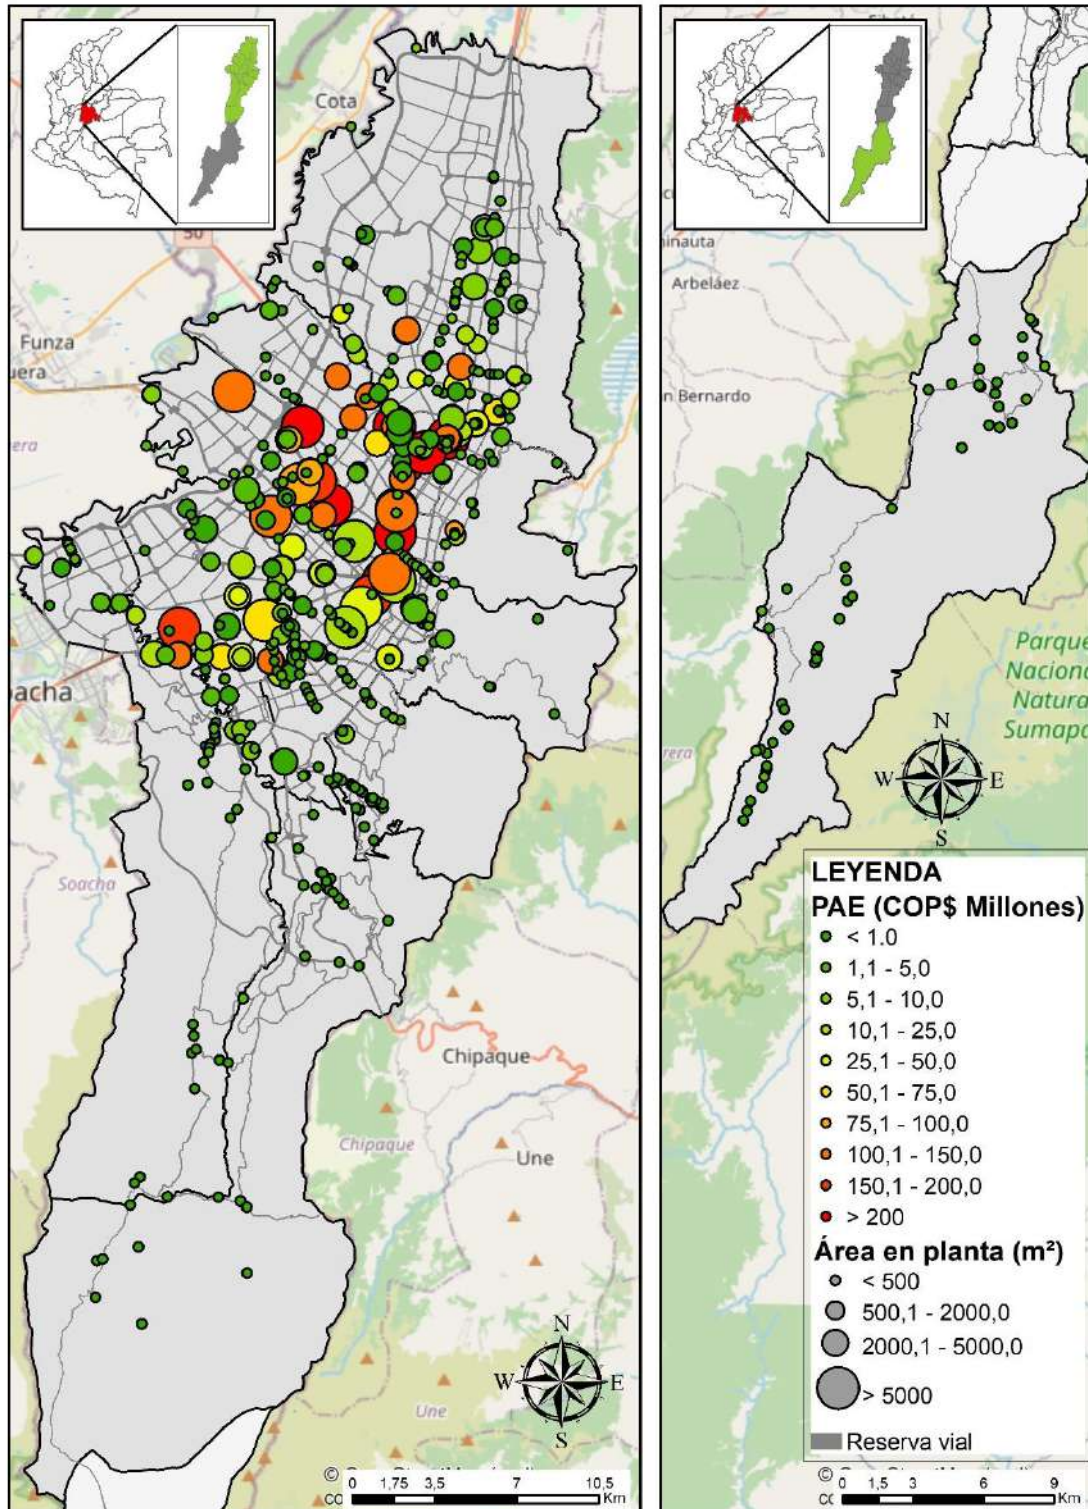 Cota
50
Funza
uera
era
oacha
Soacha
Chipaque
Chipaque
Une
Une
N
W
E
S
©
0
1,75
3,5
7
10,5
Km
ninauta
Arbeláez
n Bernardo
rera
Parque
Naciona
Natura
Sumapa
N
W
E
S
LEYENDA
PAE (COP$ Millones)
< 1.0
1,1 - 5,0
5,1 - 10,0
10,1 - 25,0
25,1 - 50,0
50,1 - 75,0
75,1 - 100,0
100,1 - 150,0
150,1 - 200,0
> 200
Área en planta (m²)
< 500
500,1 - 2000,0
2000,1 - 5000,0
> 5000
Reserva vial
©
0
1,5
3
6
9
Km